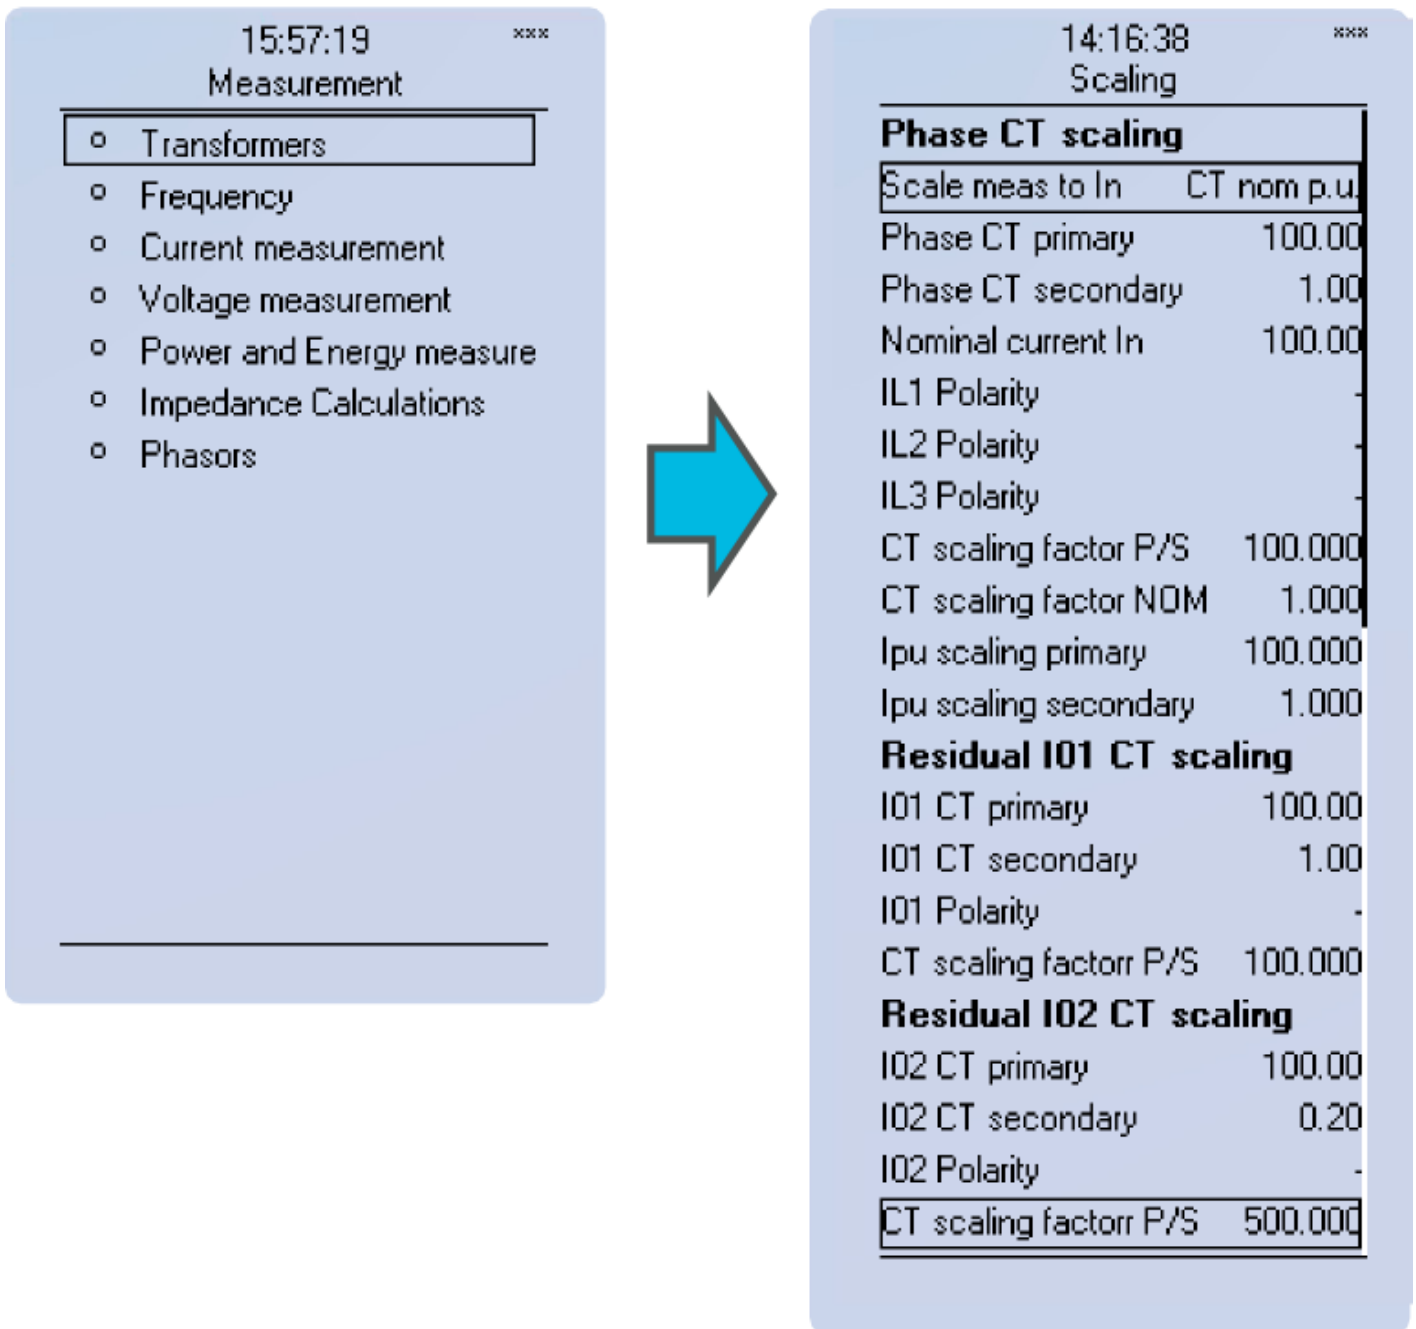 15:57:19 xxx
Measurement
Transformers
Frequency
Current measurement
Voltage measurement
Power and Energy measure
Impedance Calculations
Phasors
14:16:38 xxx
Scaling
Phase CT scaling
Scale meas to In CT nom p.u.
Phase CT primary 100.00
Phase CT secondary 1.00
Nominal current In 100.00
IL1 Polarity -
IL2 Polarity -
IL3 Polarity -
CT scaling factor P/S 100.000
CT scaling factor NOM 1.000
Ipu scaling primary 100.000
Ipu scaling secondary 1.000
Residual I01 CT scaling
I01 CT primary 100.00
I01 CT secondary 1.00
I01 Polarity -
CT scaling factorr P/S 100.000
Residual I02 CT scaling
I02 CT primary 100.00
I02 CT secondary 0.20
I02 Polarity -
CT scaling factorr P/S 500.000